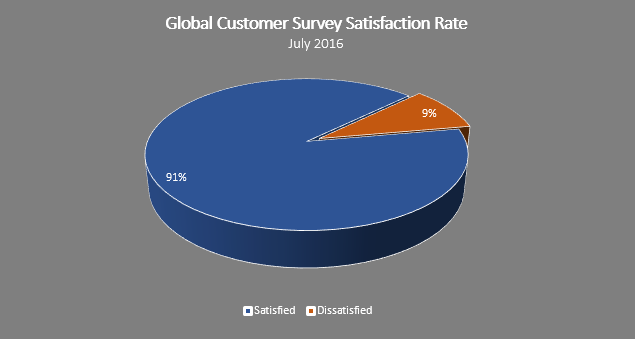 Global Customer Survey Satisfaction Rate
July 2016
9%
91%
Satisfied Dissatisfied